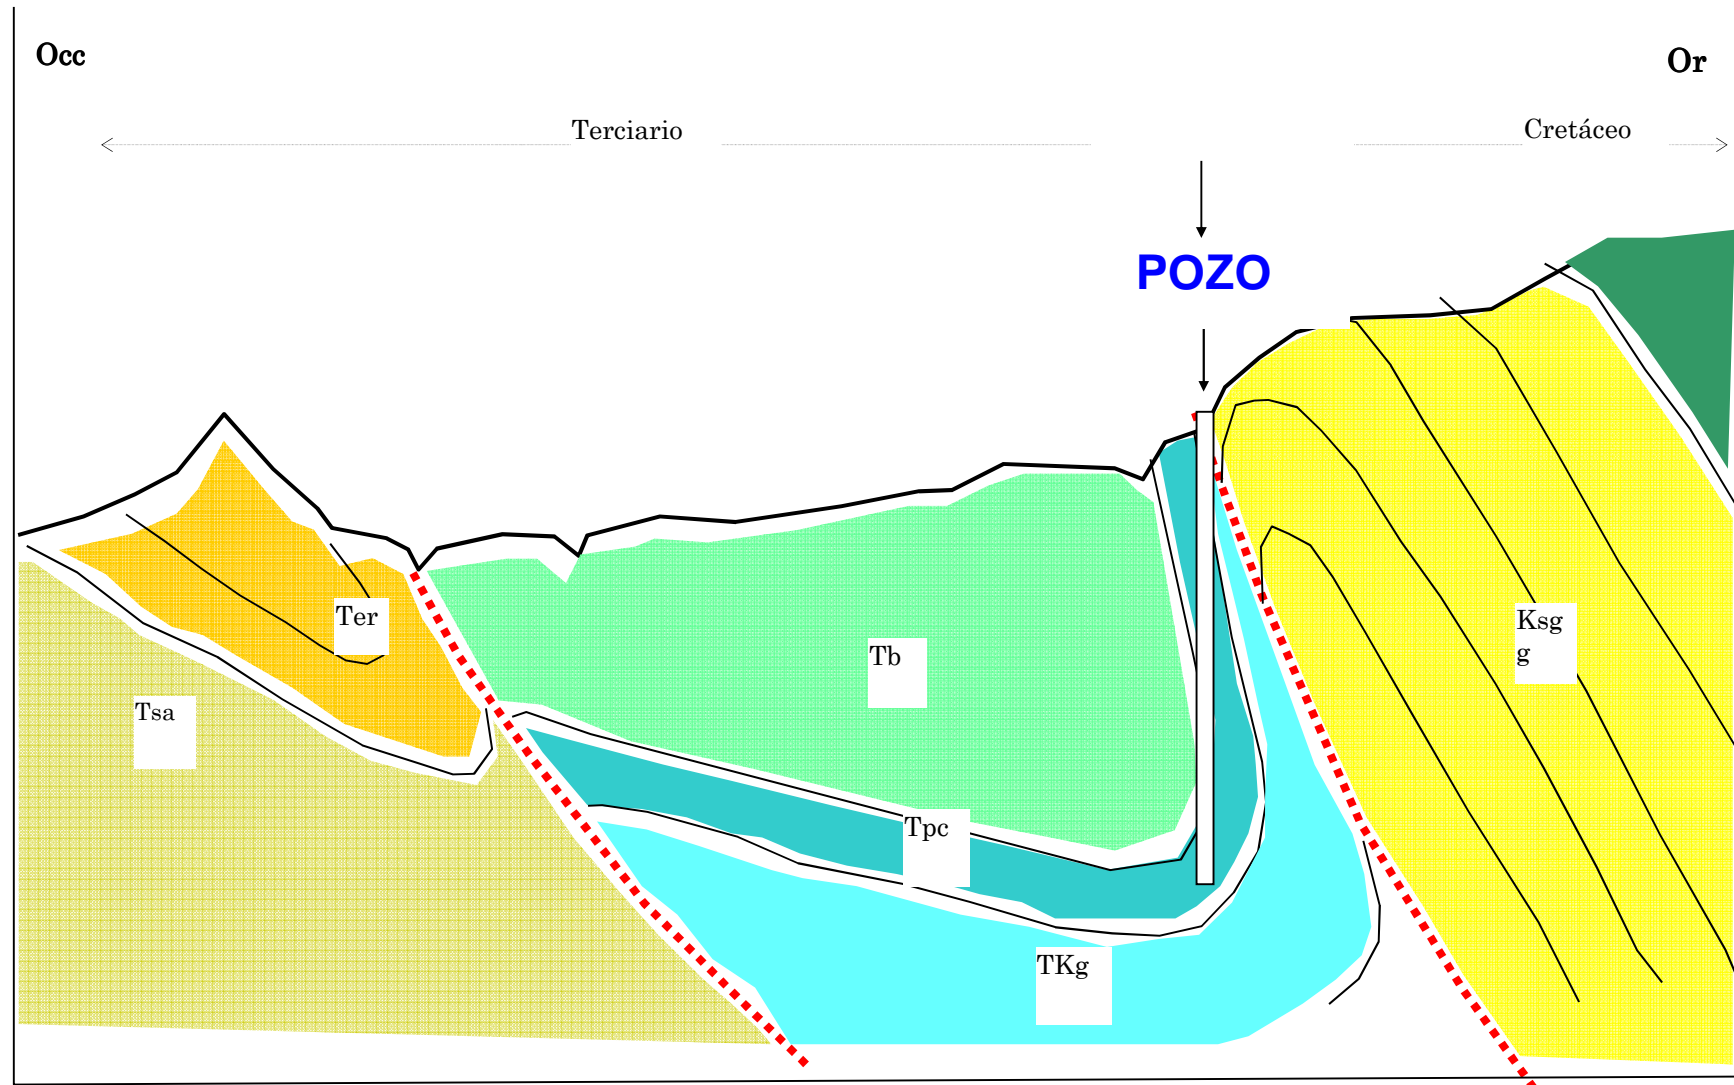 Occ
Or
Terciario
Cretáceo
POZO
Ter
Ksg
g
Tb
Tsa
Tpc
TKg